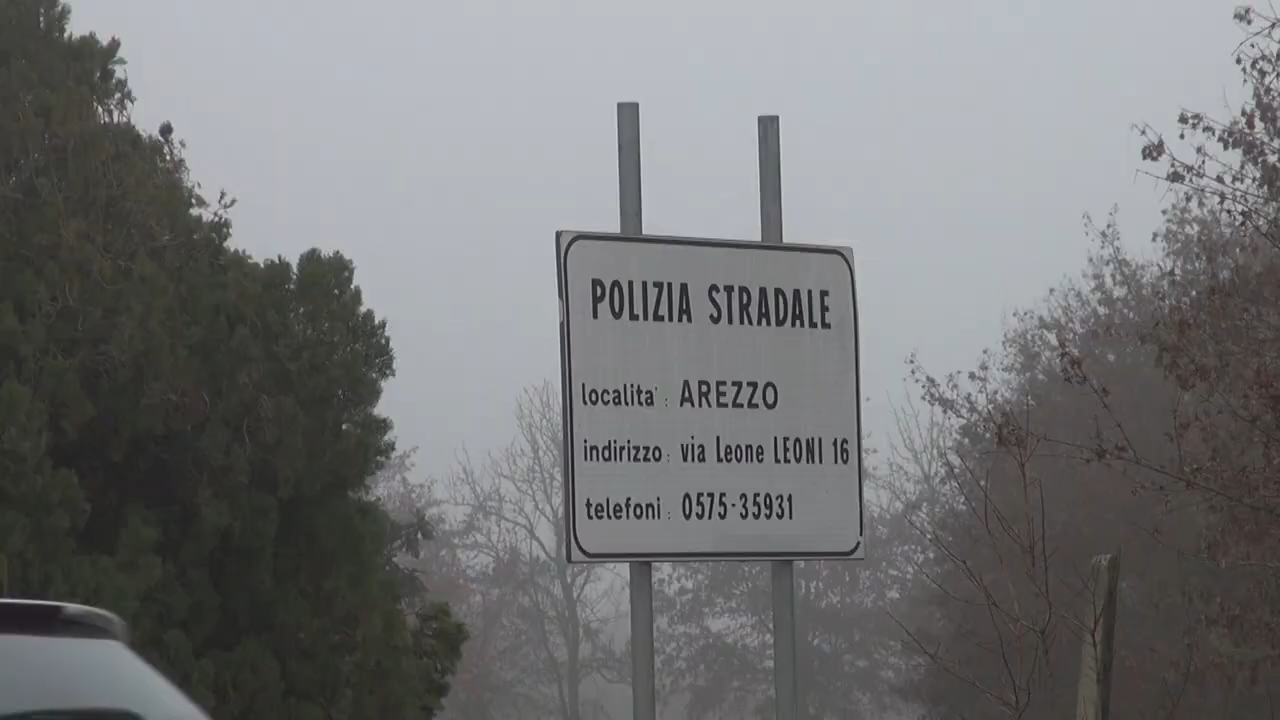 POLIZIA STRADALE
localita' : AREZZO
indirizzo : via Leone LEONI 16
telefoni : 0575-35931